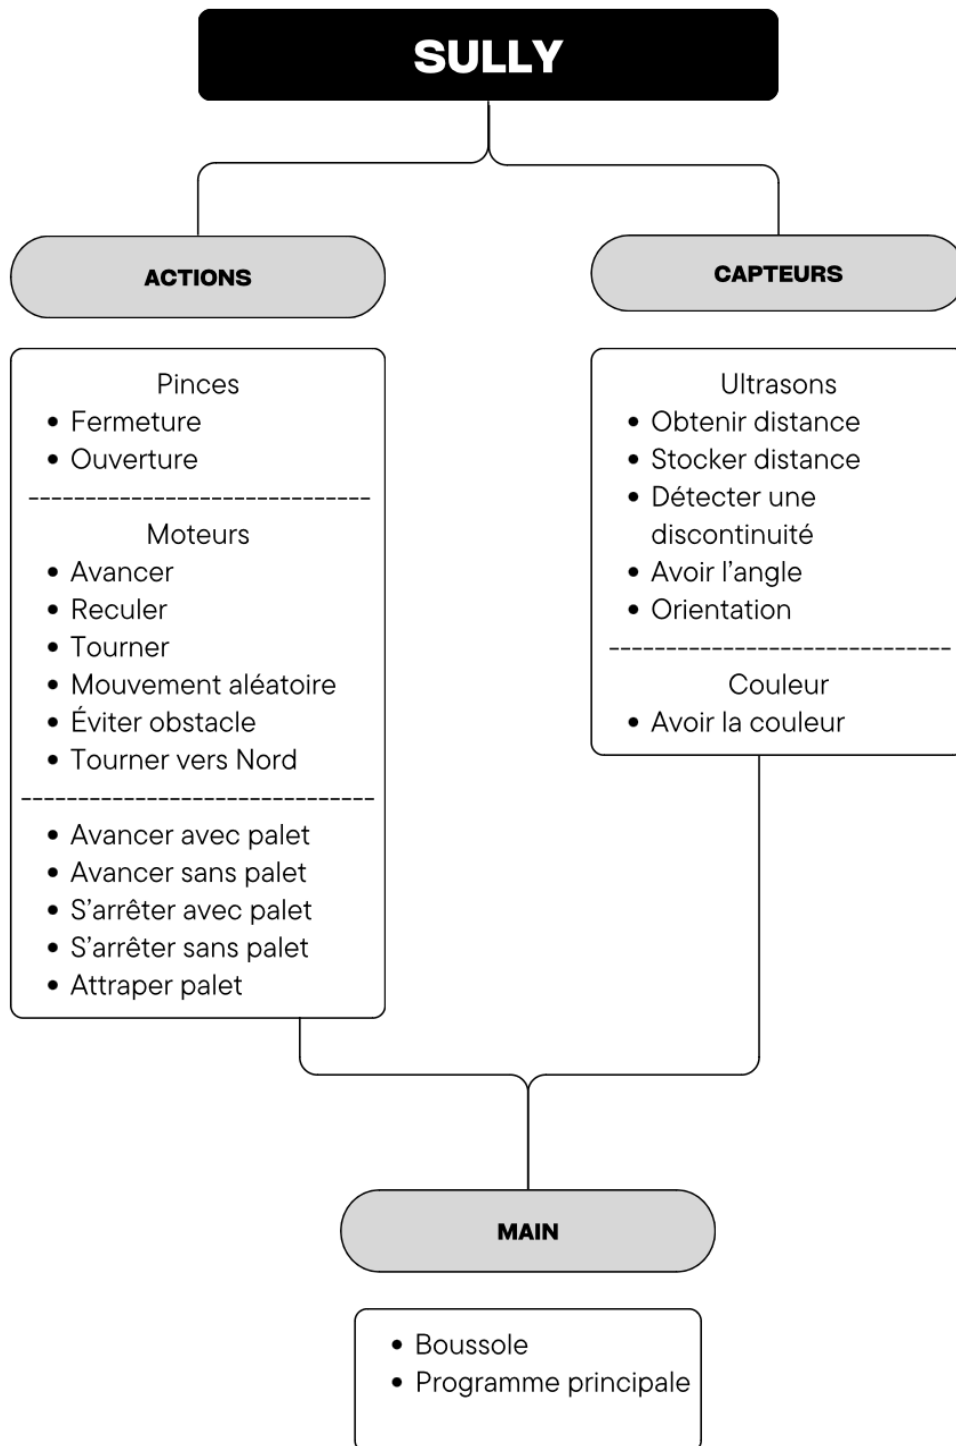 SULLY
ACTIONS
Pinces
• Fermeture
• Ouverture
Moteurs
• Avancer
• Reculer
• Tourner
• Mouvement aléatoire
• Éviter obstacle
• Tourner vers Nord
• Avancer avec palet
• Avancer sans palet
• S'arrêter avec palet
• S'arrêter sans palet
• Attraper palet
CAPTEURS
Ultrasons
• Obtenir distance
• Stocker distance
• Détecter une
discontinuité
• Avoir l'angle
• Orientation
Couleur
• Avoir la couleur
MAIN
• Boussole
• Programme principale